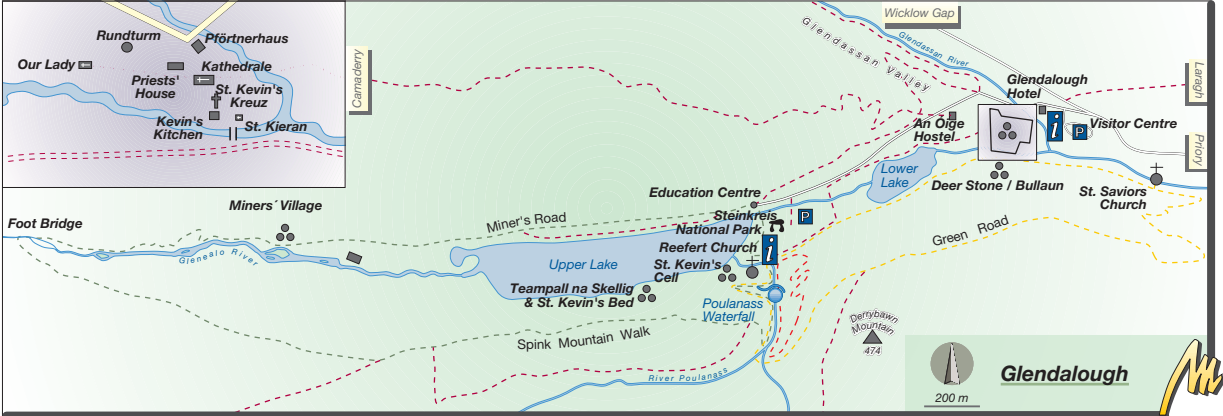 Rundturm
Pförtnerhaus
Our Lady
Priests'
House
Kathedrale
St. Kevin's
Kreuz
Kevin's
Kitchen
St. Kieran
Camaderry
Wicklow Gap
Glendassan River
Glendassan Valley
Glendalough
Hotel
Laragh
An Óige
Hostel
i
P
Visitor Centre
Priory
Lower
Lake
Deer Stone / Bullaun
St. Saviors
Church
Education Centre
Steinkreis
National Park
P
Miners´Village
Miner's Road
Foot Bridge
Glenealo River
Reefert Church
i
Upper Lake
St. Kevin's
Cell
Green Road
Teampall na Skellig
& St. Kevin's Bed
Poulanass
Waterfall
Spink Mountain Walk
Derrybawn
Mountain
474
River Poulanass
Glendalough
200 m